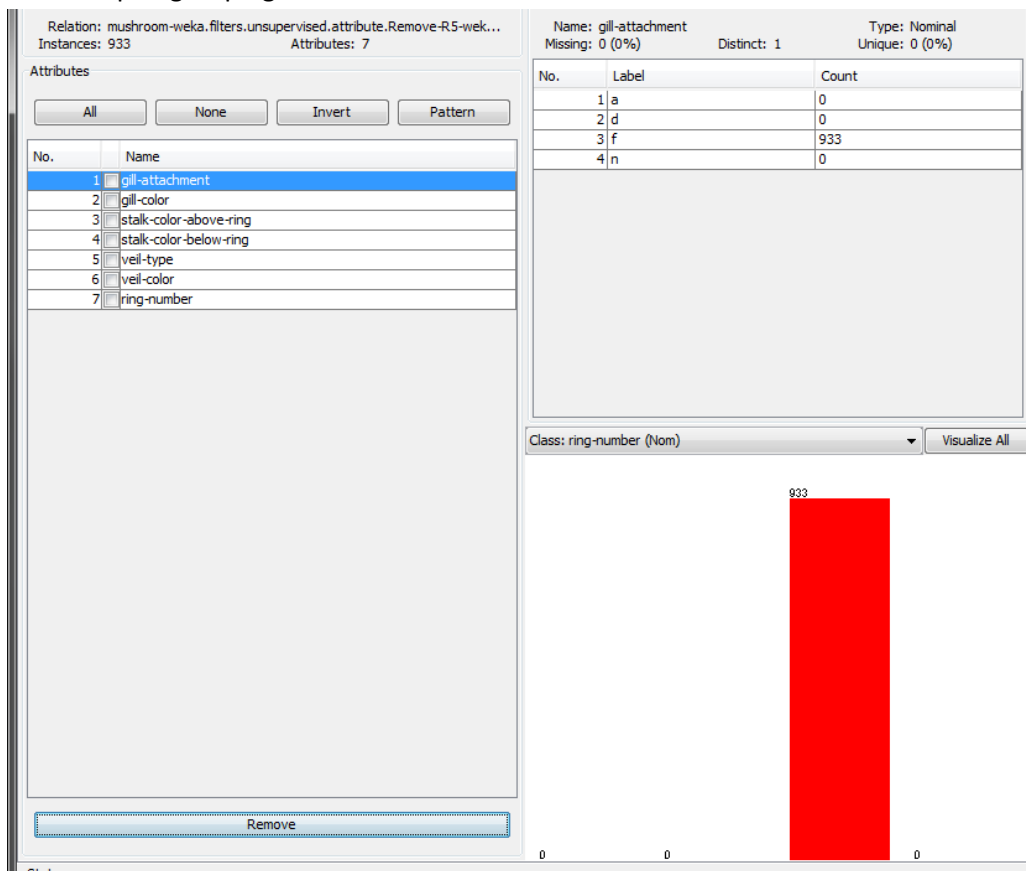 Relation: mushroom-weka.filters.unsupervised.attribute.Remove-R5-wek...
Instances: 933 Attributes: 7
Attributes
All None Invert Pattern
No. Name
1 gill-attachment
2 gill-color
3 stalk-color-above-ring
4 stalk-color-below-ring
5 veil-type
6 veil-color
7 ring-number
Remove
Name: gill-attachment Type: Nominal
Missing: 0 (0%) Distinct: 1 Unique: 0 (0%)
No. Label Count
1 a 0
2 d 0
3 f 933
4 n 0
Class: ring-number (Nom) Visualize All
933
0 0 0